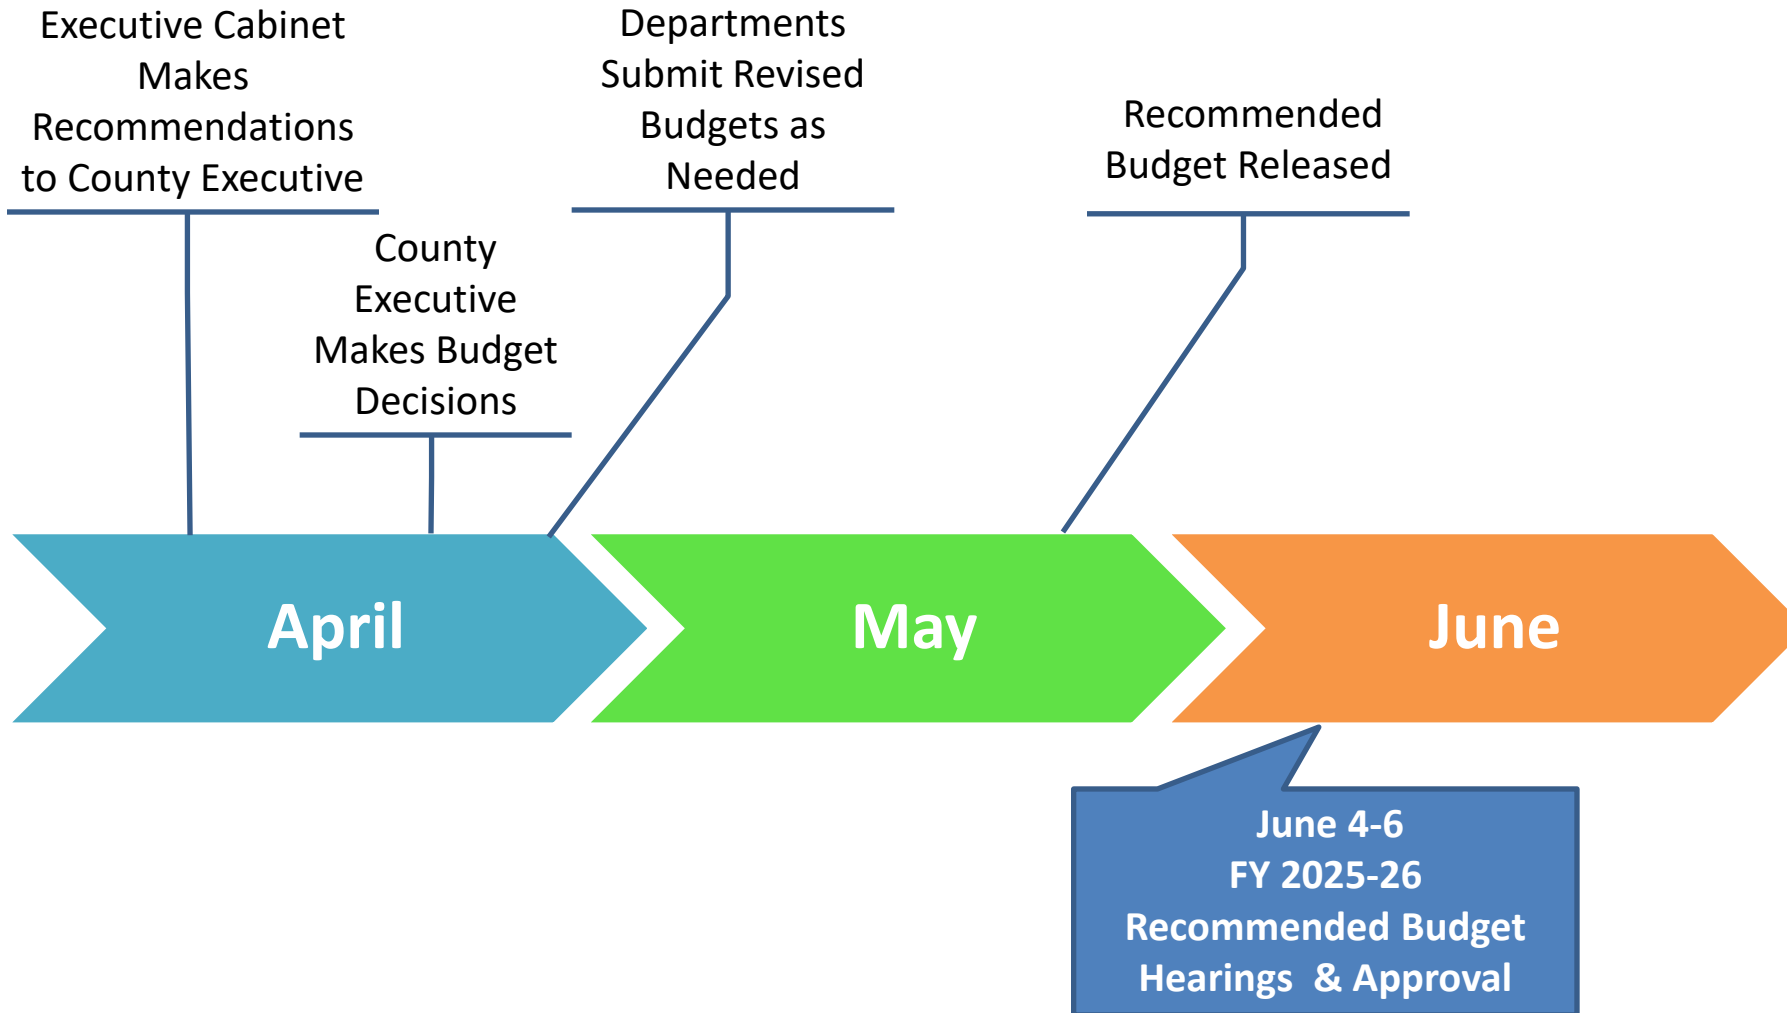 Executive Cabinet
Makes
Recommendations
to County Executive
County
Executive
Makes Budget
Decisions
Departments
Submit Revised
Budgets as
Needed
Recommended
Budget Released
April
May
June
June 4-6
FY 2025-26
Recommended Budget
Hearings  & Approval